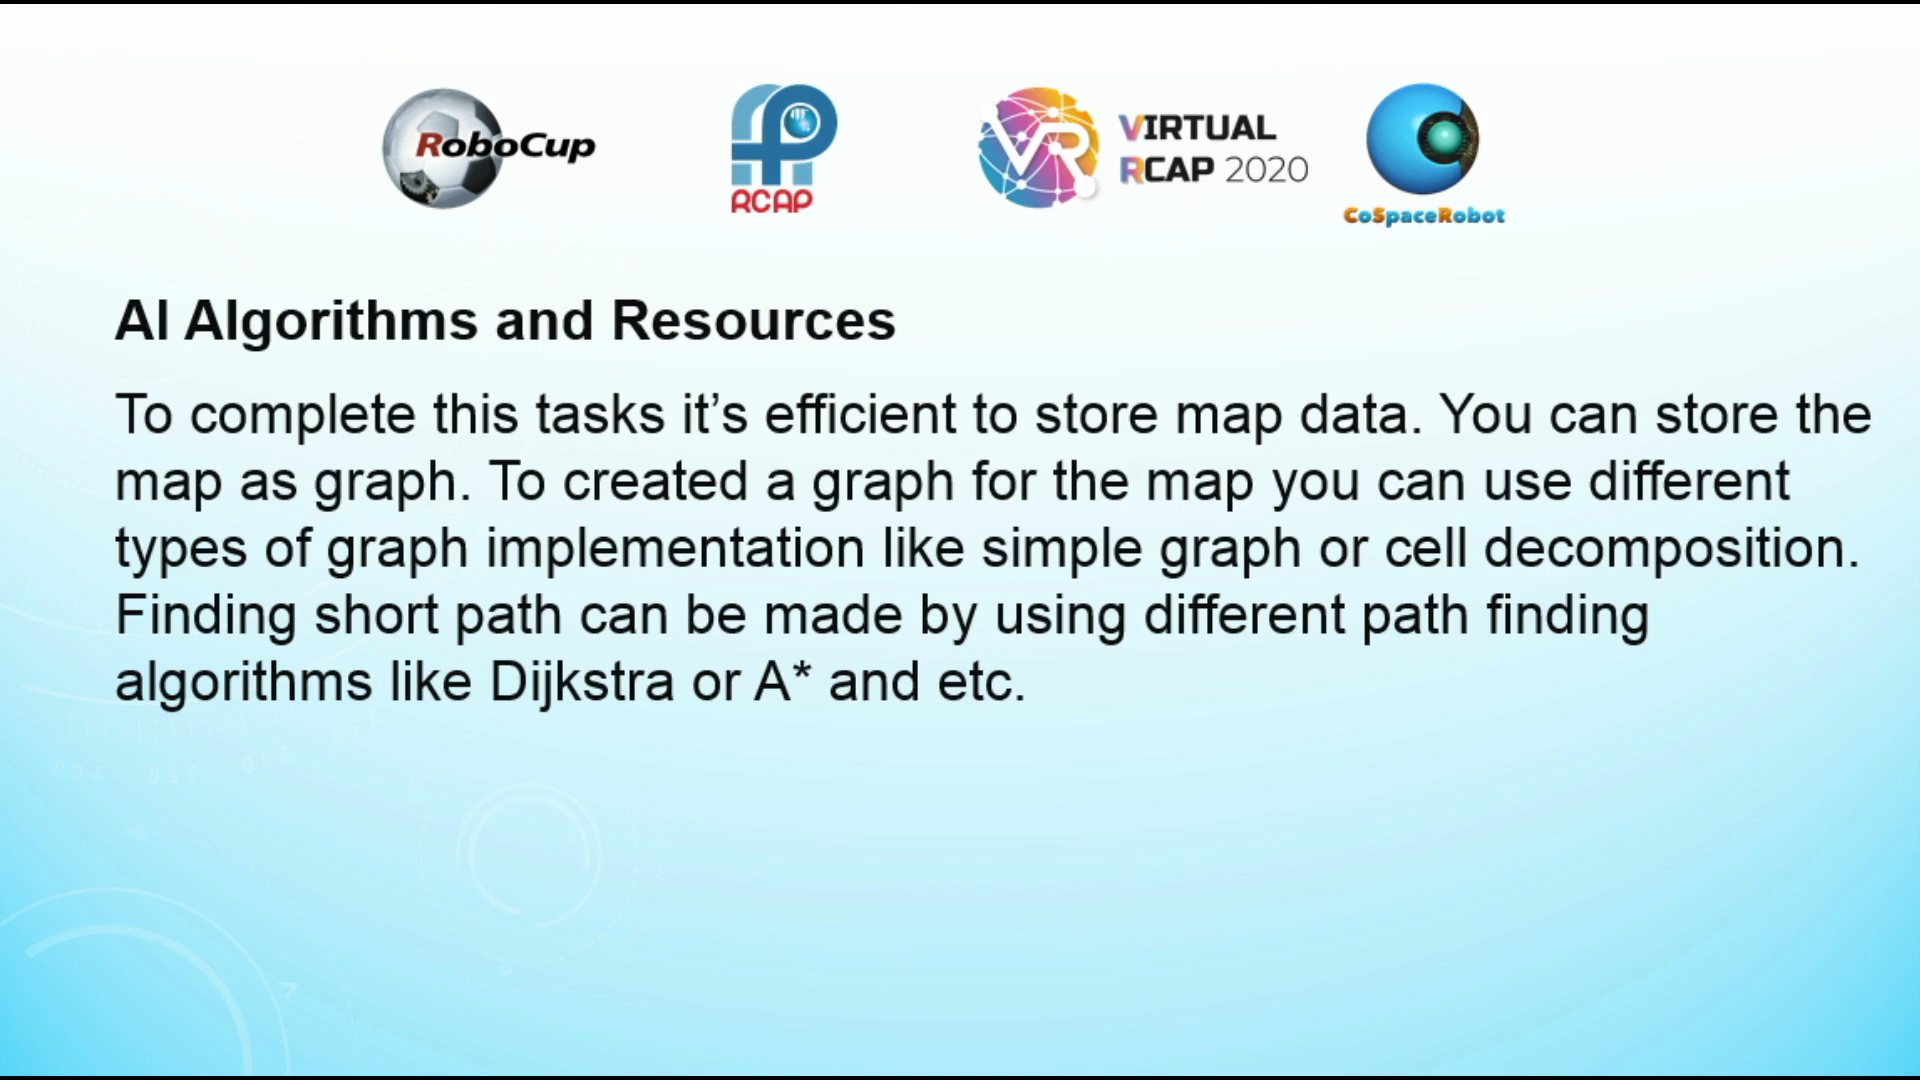 RoboCup
RCAP
VR
VIRTUAL
RCAP 2020
CoSpaceRobot
AI Algorithms and Resources
To complete this tasks it’s efficient to store map data. You can store the
map as graph. To created a graph for the map you can use different
types of graph implementation like simple graph or cell decomposition.
Finding short path can be made by using different path finding
algorithms like Dijkstra or A* and etc.